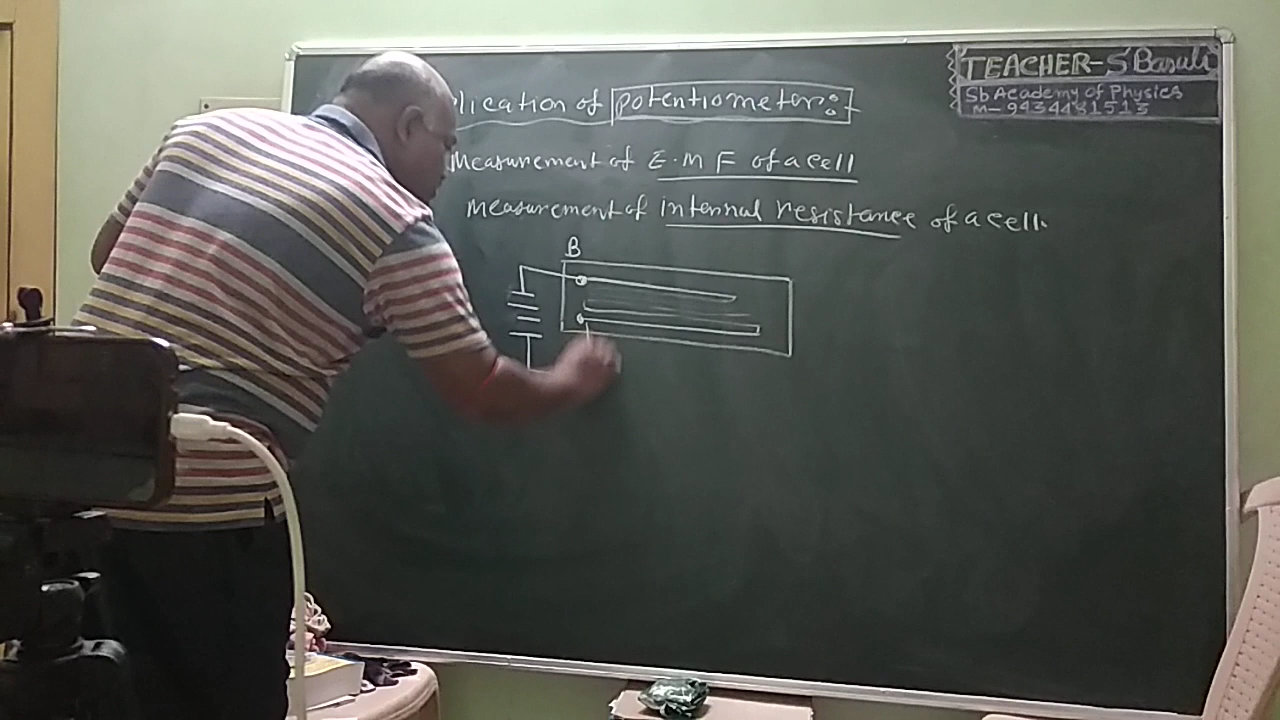 TEACHER-S Basuli
Sb Academy of Physics
M-9434481513
lication of potentiometer:-
Measurement of E.M F of a cell
Measurement of internal resistance of a cell.
B